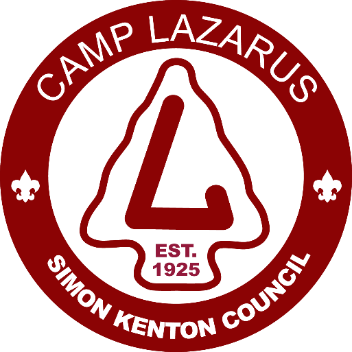 CAMP LAZARUS
L
EST.
1925
SIMON KENTON COUNCIL